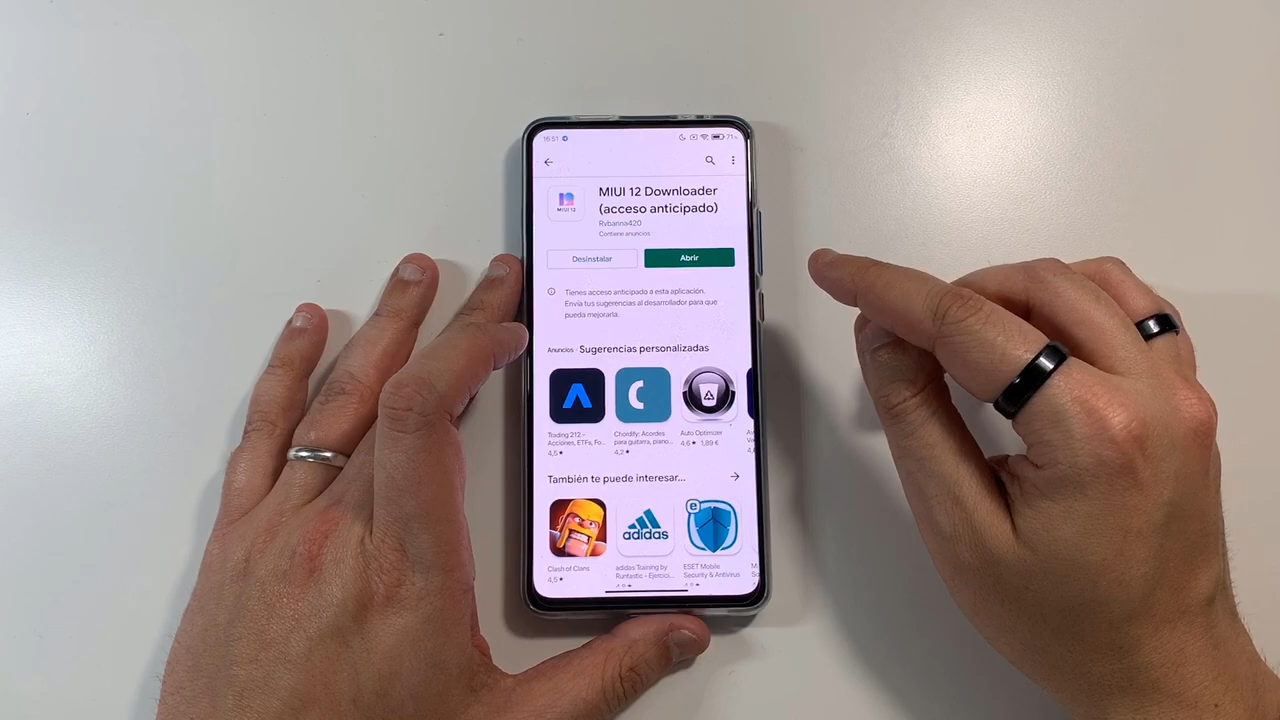 16:51
71
MIUI 12 Downloader
(acceso anticipado)
MIUI 12
Rvbanna420
Contiene anuncios
Desinstalar
Abrir
Tienes acceso anticipado a esta aplicación.
Envía tus sugerencias al desarrollador para que
pueda mejorarla.
Anuncios · Sugerencias personalizadas
Trading 212 -
Acciones, ETFs, Fo...
4,5★
Chordify: Acordes
para guitarra, piano...
4,2★
Auto Optimizer
4,6★ 1,89 €
También te puede interesar...
adidas
e
Clash of Clans
4,5★
adidas Training by
Runtastic - Ejercici...
ESET Mobile
Security & Antivirus